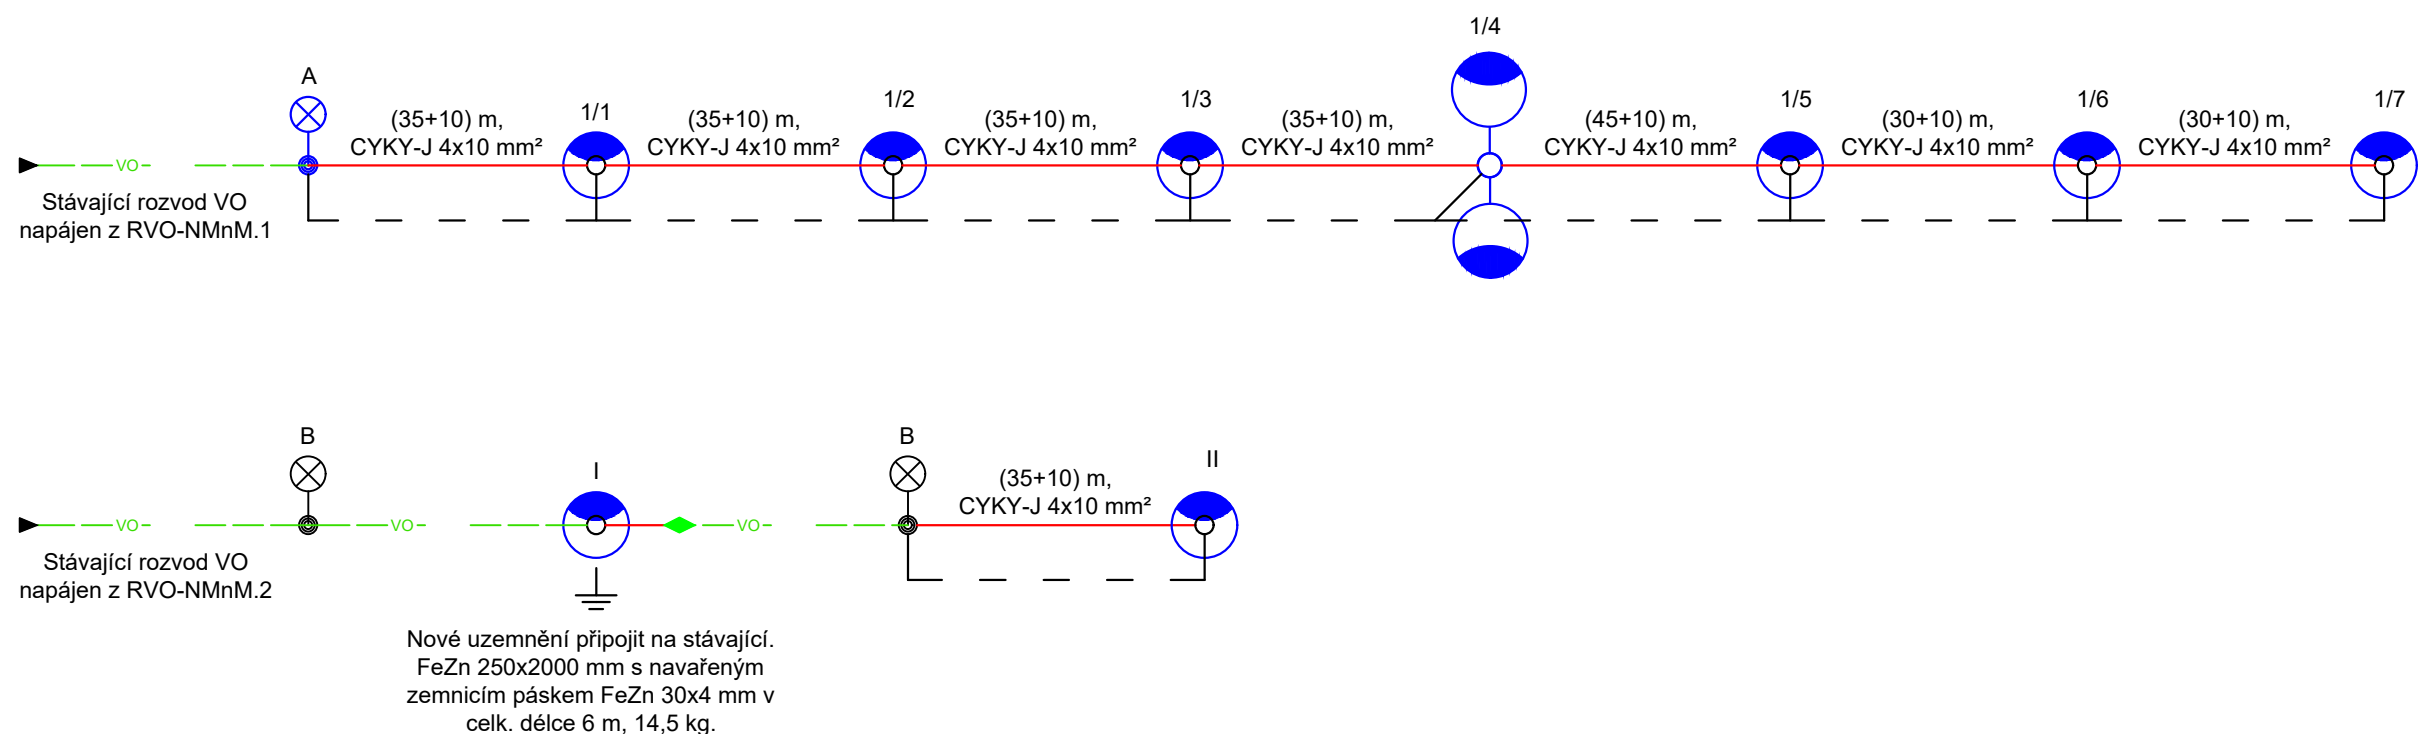 1/4
A
1/1
1/2
1/3
1/5
1/6
1/7
(35+10) m,
CYKY-J 4x10 mm²
(35+10) m,
CYKY-J 4x10 mm²
(35+10) m,
CYKY-J 4x10 mm²
(35+10) m,
CYKY-J 4x10 mm²
(45+10) m,
CYKY-J 4x10 mm²
(30+10) m,
CYKY-J 4x10 mm²
(30+10) m,
CYKY-J 4x10 mm²
VO
Stávající rozvod VO
napájen z RVO-NMnM.1
B
I
B
II
(35+10) m,
CYKY-J 4x10 mm²
VO
VO
VO
Stávající rozvod VO
napájen z RVO-NMnM.2
Nové uzemnění připojit na stávající.
FeZn 250x2000 mm s navařeným
zemnicím páskem FeZn 30x4 mm v
celk. délce 6 m, 14,5 kg.